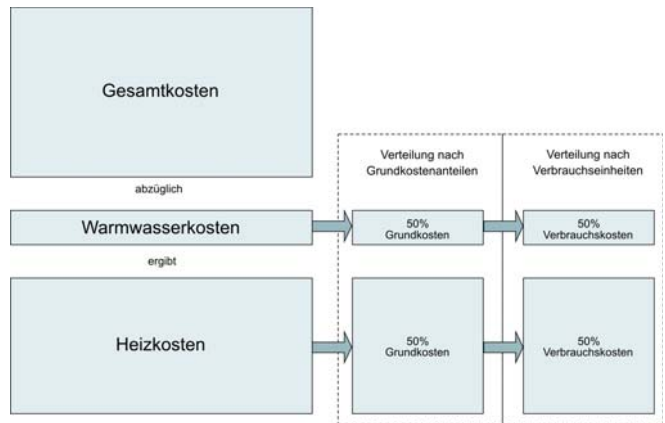 Gesamtkosten
abzüglich
Verteilung nach
Grundkostenanteilen
Verteilung nach
Verbrauchseinheiten
Warmwasserkosten
50%
Grundkosten
50%
Verbrauchskosten
ergibt
Heizkosten
50%
Grundkosten
50%
Verbrauchskosten